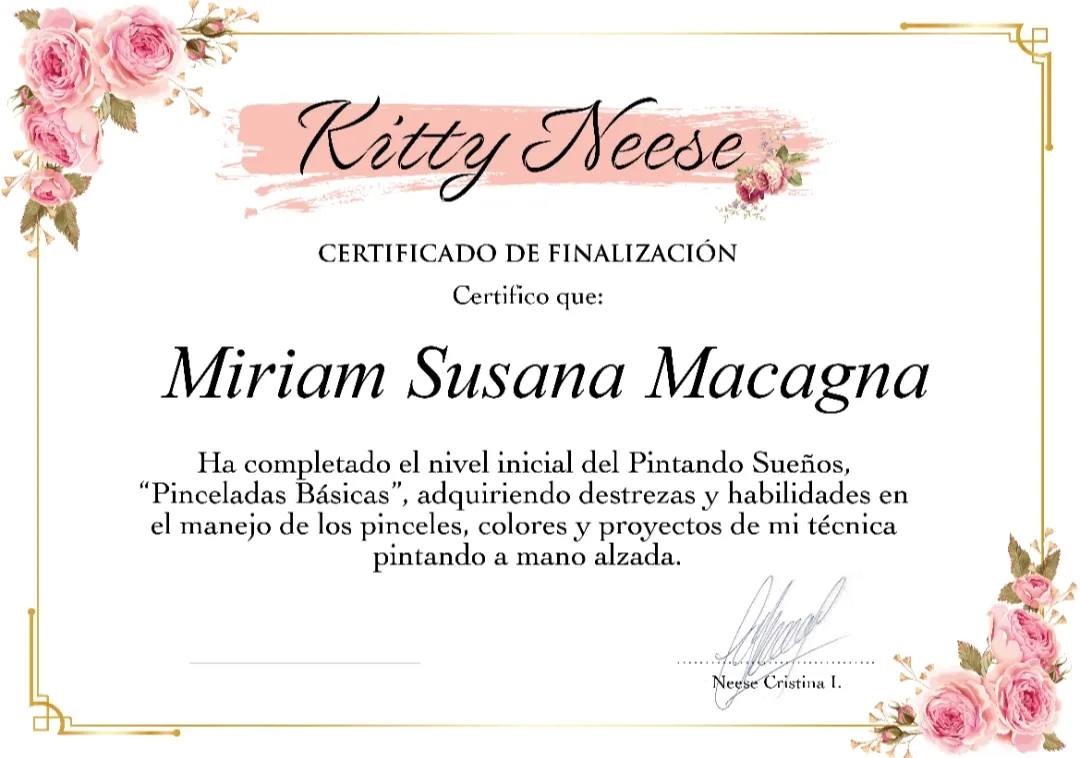 Kitty Neese
CERTIFICADO DE FINALIZACIÓN
Certifico que:
Miriam Susana Macagna
Ha completado el nivel inicial del Pintando Sueños,
“Pinceladas Básicas”, adquiriendo destrezas y habilidades en
el manejo de los pinceles, colores y proyectos de mi técnica
pintando a mano alzada.
Neese Cristina I.